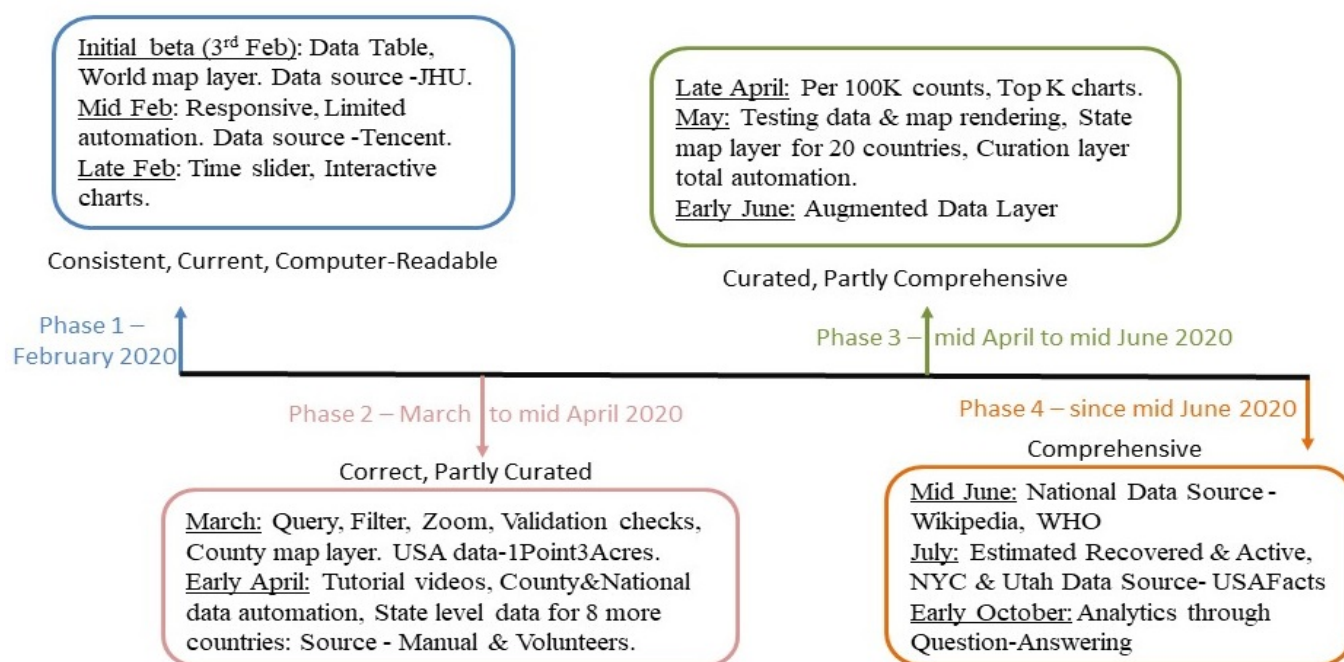 Initial beta (3rd Feb): Data Table,
World map layer. Data source -JHU.
Mid Feb: Responsive, Limited
automation. Data source -Tencent.
Late Feb: Time slider, Interactive
charts.
Consistent, Current, Computer-Readable
Phase 1 –
February 2020
Late April: Per 100K counts, Top K charts.
May: Testing data & map rendering, State
map layer for 20 countries, Curation layer
total automation.
Early June: Augmented Data Layer
Curated, Partly Comprehensive
Phase 3 – mid April to mid June 2020
Phase 2 – March to mid April 2020
Correct, Partly Curated
March: Query, Filter, Zoom, Validation checks,
County map layer. USA data-1Point3Acres.
Early April: Tutorial videos, County&National
data automation, State level data for 8 more
countries: Source - Manual & Volunteers.
Phase 4 – since mid June 2020
Comprehensive
Mid June: National Data Source -
Wikipedia, WHO
July: Estimated Recovered & Active,
NYC & Utah Data Source- USAFacts
Early October: Analytics through
Question-Answering